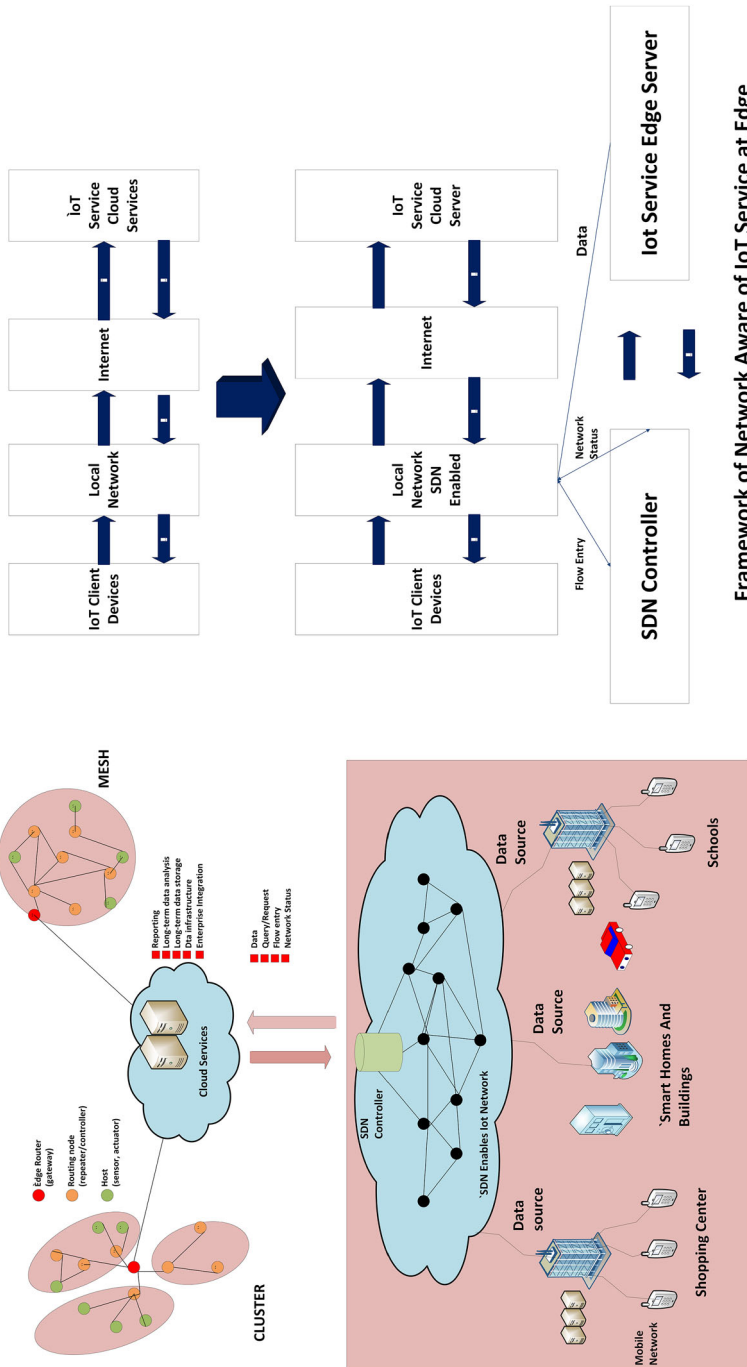 Èdge Router
(gateway)
Routing node
(repeater/controller)
Host
(sensor, actuator)
CLUSTER
MESH
Cloud Services
Reporting
Long-term data analysis
Long-term data storage
Dta infrastructure
Enterprise Integration
Data
Query/Request
Flow entry
Network Status
SDN
Controller
`SDN Enables Iot Network
Data
source
Data
Source
Data
Source
Mobile
Network
Shopping Center
`Smart Homes And
Buildings
Schools
IoT Client
Devices
Local
Network
Internet
`IoT
Service
Cloud
Services
IoT Client
Devices
Local
Network
SDN
Enabled
Internet
IoT
Service
Cloud
Server
Flow Entry
Network
Status
Data
SDN Controller
Iot Service Edge Server
Framework of Network Aware of IoT Service at Edge